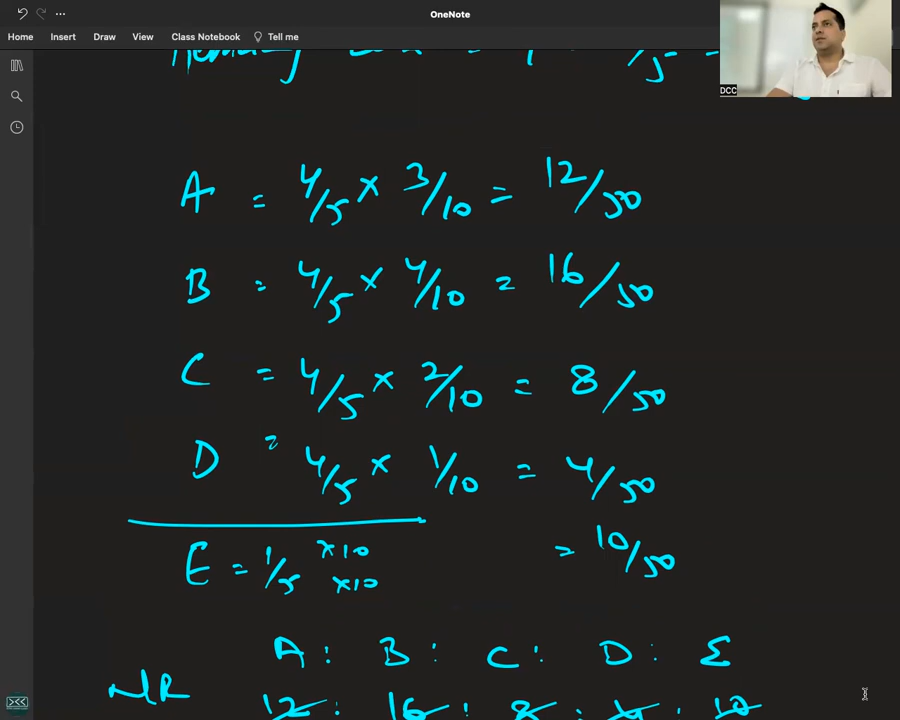 OneNote
Home Insert Draw View Class Notebook Tell me
DCC
A = 4/5 × 3/10 = 12/50
B = 4/5 × 4/10 = 16/50
C = 4/5 × 2/10 = 8/50
D = 4/5 × 1/10 = 4/50
E = 1/5 ×10 ×10 = 10/50
A : B : C : D : E
NR 12 : 16 : 8 : 4 : 10